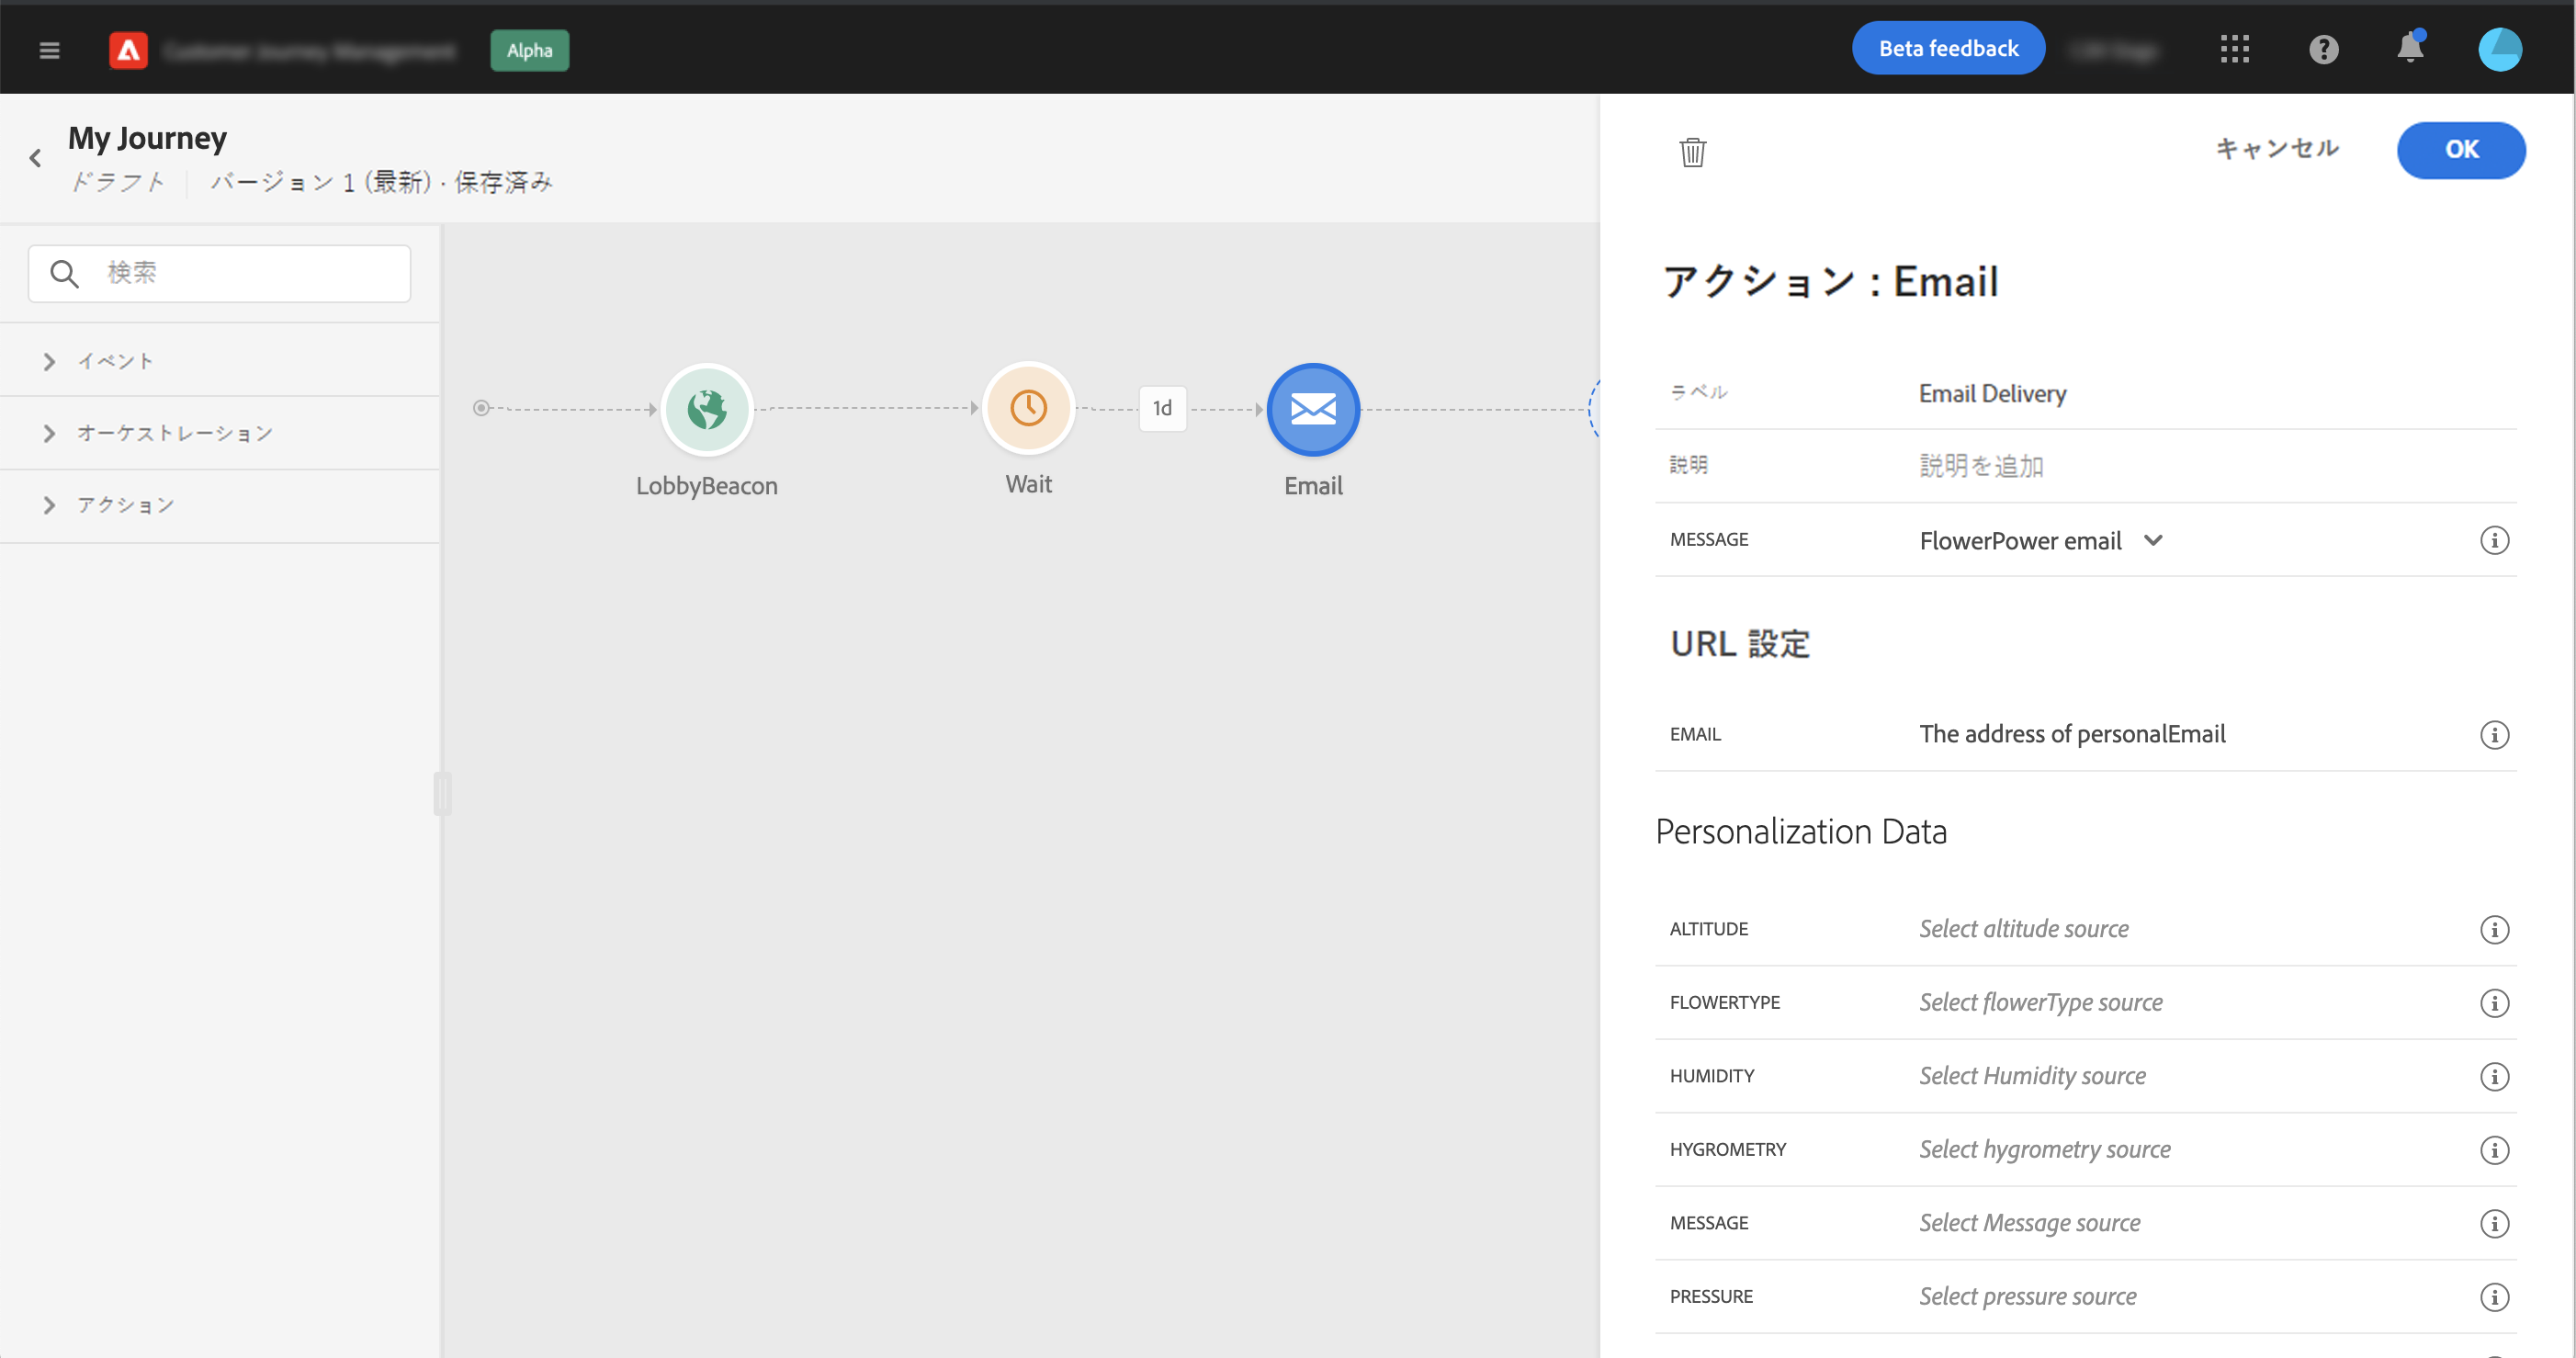 Alpha
Beta feedback
My Journey
ドラフト
バージョン 1 (最新) · 保存済み
検索
イベント
オーケストレーション
アクション
1d
LobbyBeacon
Wait
Email
キャンセル
OK
アクション : Email
ラベル Email Delivery
説明 説明を追加
MESSAGE FlowerPower email
URL 設定
EMAIL The address of personalEmail
Personalization Data
ALTITUDE Select altitude source
FLOWERTYPE Select flowerType source
HUMIDITY Select Humidity source
HYGROMETRY Select hygrometry source
MESSAGE Select Message source
PRESSURE Select pressure source